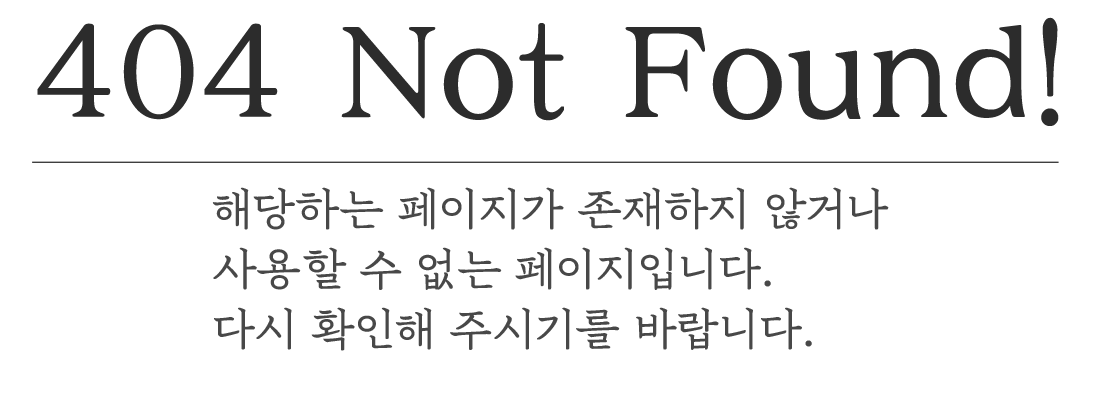 404 Not Found!
해당하는 페이지가 존재하지 않거나
사용할 수 없는 페이지입니다.
다시 확인해 주시기를 바랍니다.